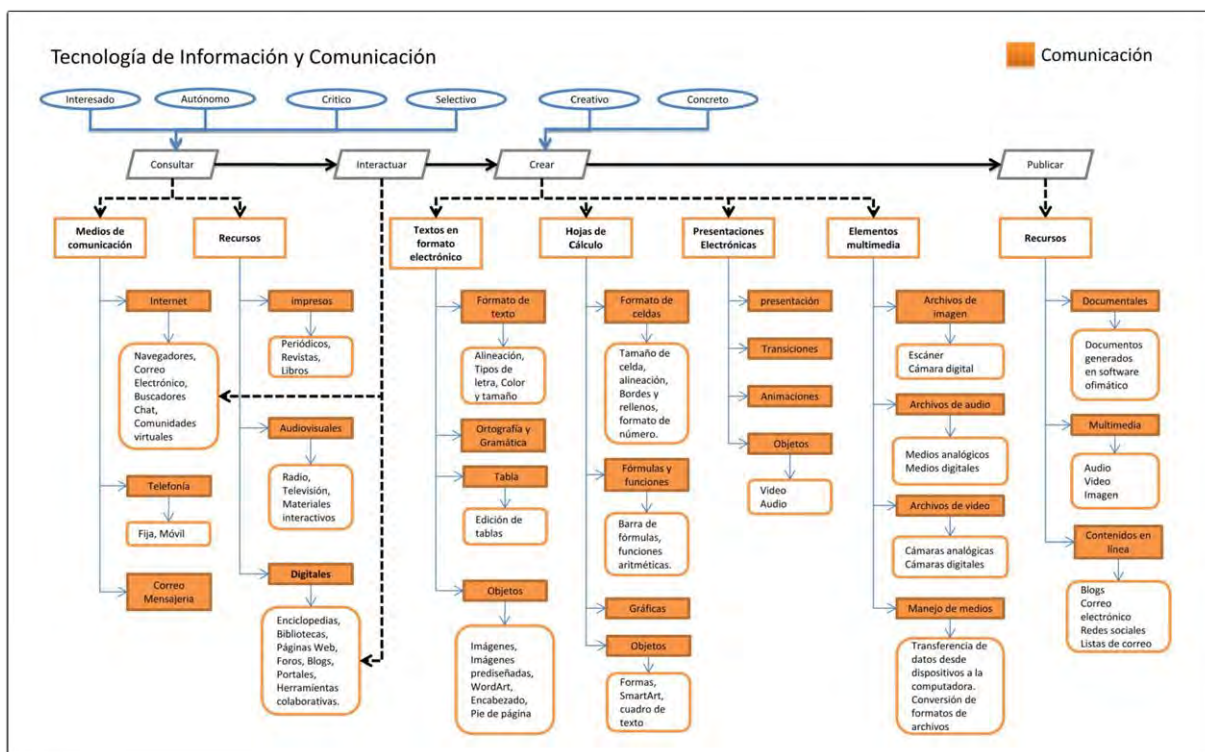 Tecnología de Información y Comunicación
Comunicación
Interesado
Autónomo
Critico
Selectivo
Creativo
Concreto
Consultar
Interactuar
Crear
Publicar
Medios de
comunicación
Recursos
Textos en
formato
electrónico
Hojas de
Cálculo
Presentaciones
Electrónicas
Elementos
multimedia
Recursos
Internet
Navegadores,
Correo
Electrónico,
Buscadores
Chat,
Comunidades
virtuales
Telefonía
Fija, Móvil
Correo
Mensajeria
impresos
Periódicos,
Revistas,
Libros
Audiovisuales
Radio,
Televisión,
Materiales
interactivos
Digitales
Enciclopedias,
Bibliotecas,
Páginas Web,
Foros, Blogs,
Portales,
Herramientas
colaborativas.
Formato de
texto
Alineación,
Tipos de
letra, Color
y tamaño
Ortografía y
Gramática
Tabla
Edición de
tablas
Objetos
Imágenes,
Imágenes
prediseñadas,
WordArt,
Encabezado,
Pie de página
Formato de
celdas
Tamaño de
celda,
alineación,
Bordes y
rellenos,
formato de
número.
Fórmulas y
funciones
Barra de
fórmulas,
funciones
aritméticas.
Gráficas
Objetos
Formas,
SmartArt,
cuadro de
texto
presentación
Transiciones
Animaciones
Objetos
Video
Audio
Archivos de
imagen
Escáner
Cámara digital
Archivos de audio
Medios analógicos
Medios digitales
Archivos de video
Cámaras analógicas
Cámaras digitales
Manejo de medios
Transferencia de
datos desde
dispositivos a la
computadora.
Conversión de
formatos de
archivos
Documentales
Documentos
generados
en software
ofimático
Multimedia
Audio
Video
Imagen
Contenidos en
línea
Blogs
Correo
electrónico
Redes sociales
Listas de correo